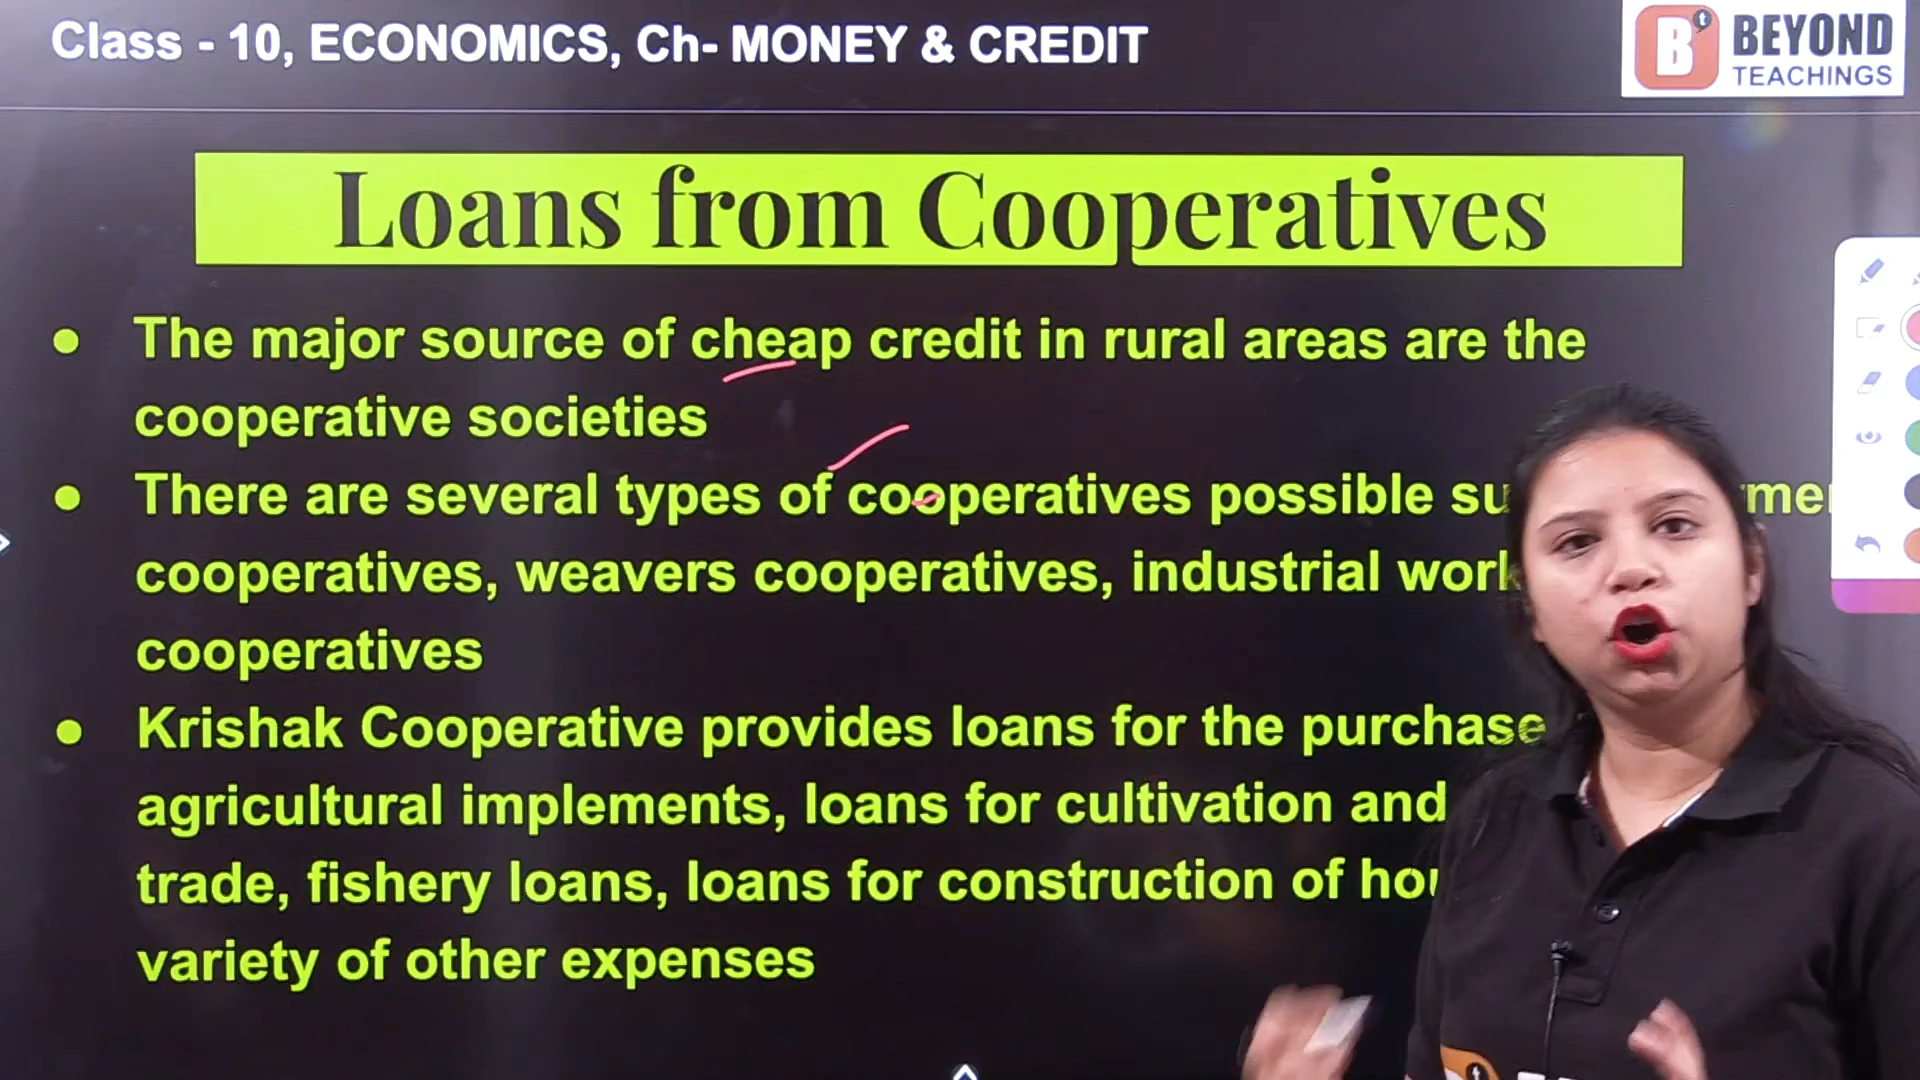 Class - 10, ECONOMICS, Ch- MONEY & CREDIT
BEYOND
TEACHINGS
Loans from Cooperatives
The major source of cheap credit in rural areas are the
cooperative societies
There are several types of cooperatives possible
cooperatives, weavers cooperatives, industrial
cooperatives
Krishak Cooperative provides loans for the purchase
agricultural implements, loans for cultivation and
trade, fishery loans, loans for construction of
variety of other expenses